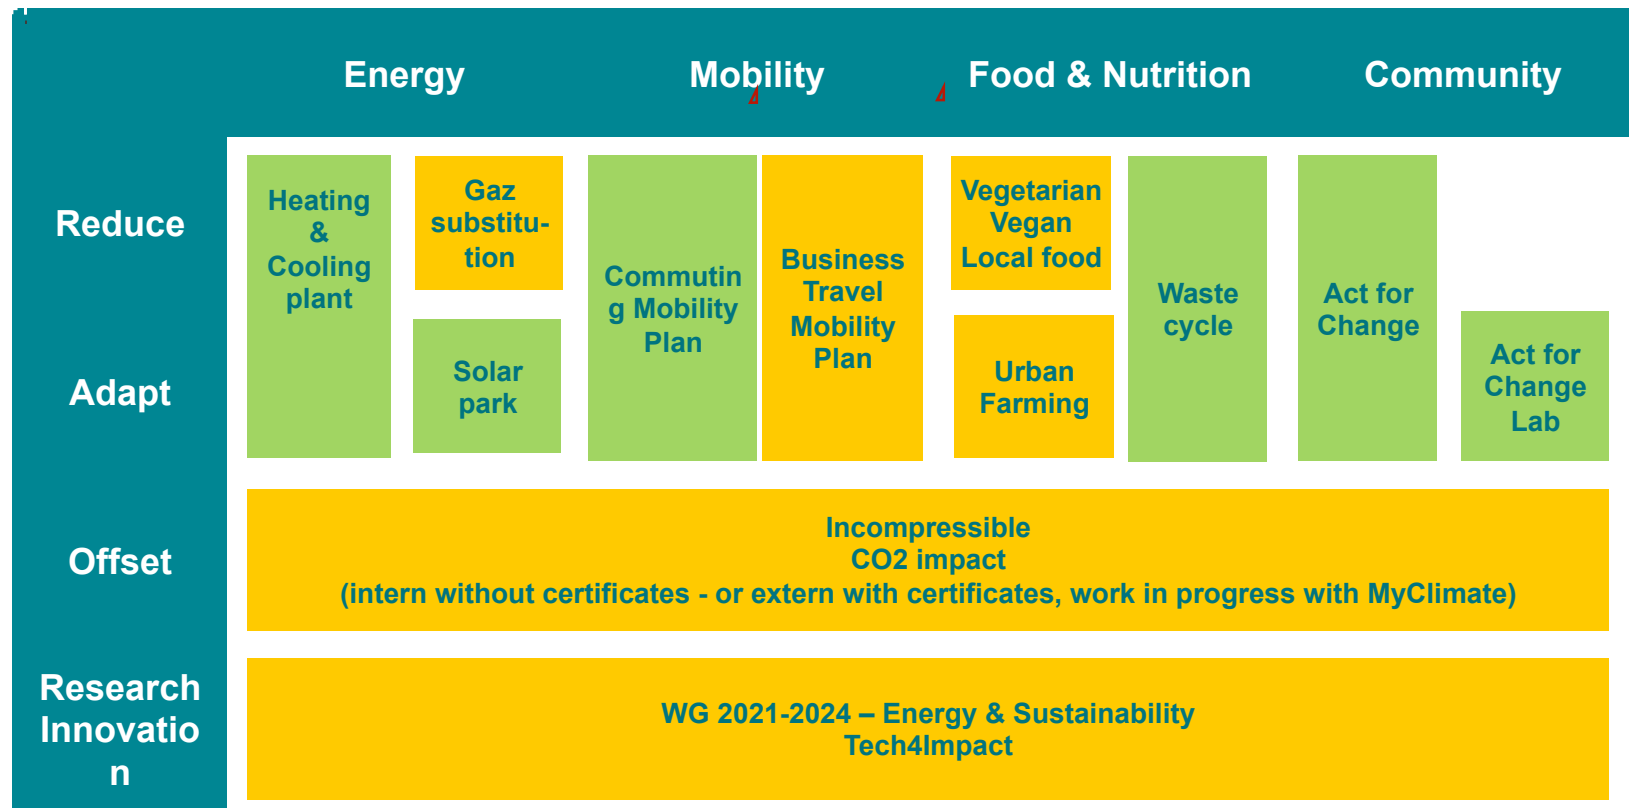 Energy
Mobility
Food & Nutrition
Community
Reduce
Adapt
Offset
Research
Innovatio
n
Heating
&
Cooling
plant
Gaz
substitu-
tion
Solar
park
Commutin
g Mobility
Plan
Business
Travel
Mobility
Plan
Vegetarian
Vegan
Local food
Urban
Farming
Waste
cycle
Act for
Change
Act for
Change
Lab
Incompressible
CO2 impact
(intern without certificates - or extern with certificates, work in progress with MyClimate)
WG 2021-2024 – Energy & Sustainability
Tech4Impact